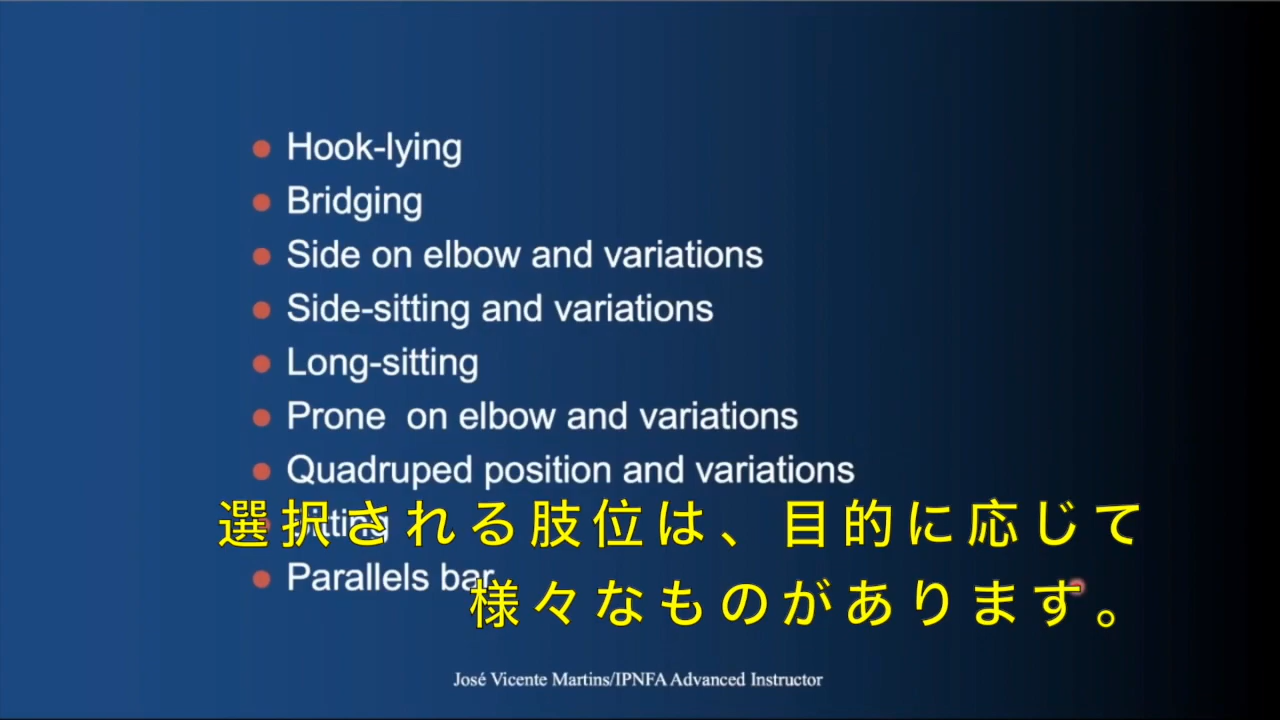 Hook-lying
Bridging
Side on elbow and variations
Side-sitting and variations
Long-sitting
Prone on elbow and variations
Quadruped position and variations
Sitting
Parallels bar
選択される肢位は、目的に応じて
様々なものがあります。
José Vicente Martins/IPNFA Advanced Instructor